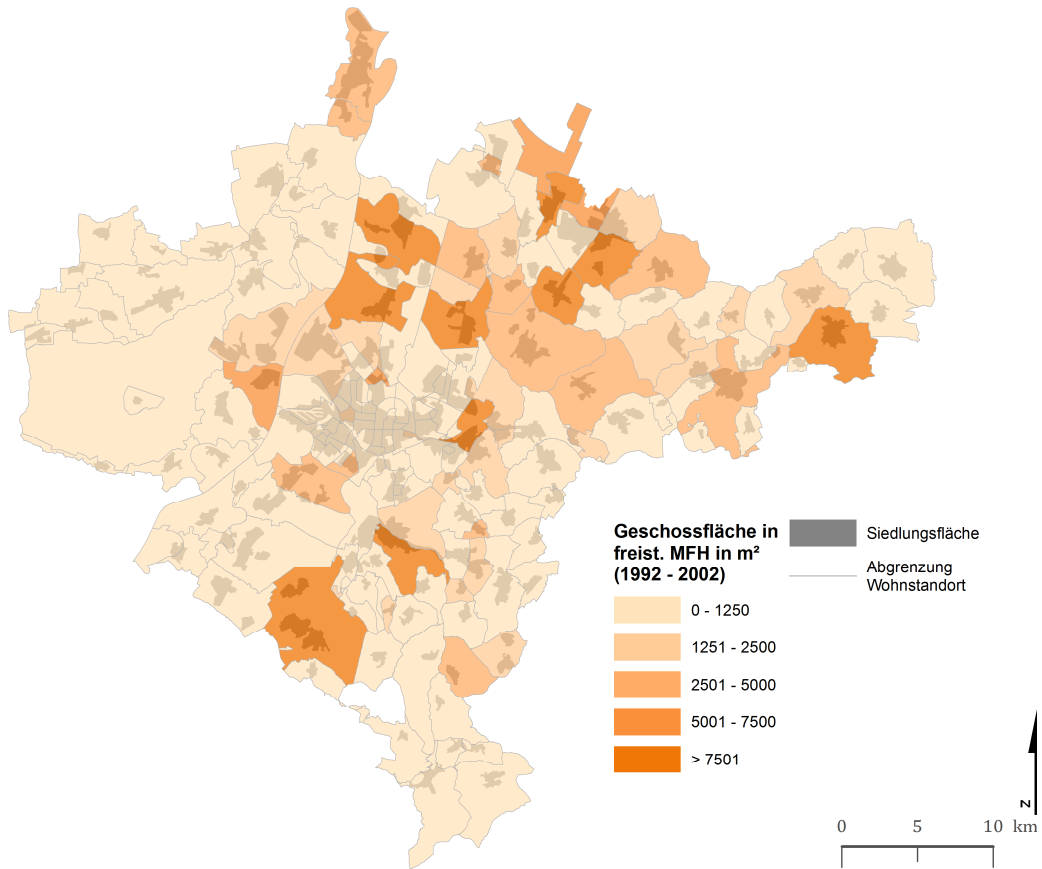 Geschossfläche in
freist. MFH in m²
(1992 - 2002)
0 - 1250
1251 - 2500
2501 - 5000
5001 - 7500
> 7501
Siedlungsfläche
Abgrenzung
Wohnstandort
N
0 5 10 km